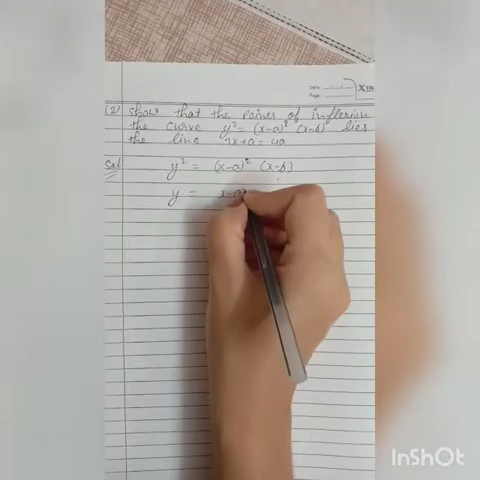 Date
Page:
(2) Show that the points of inflexion
the curve y² = (x-a)² (x-b) lies
the line 3x+a = 4a
Sol y² = (x-a)² (x-b)
y = x-a
InShOt